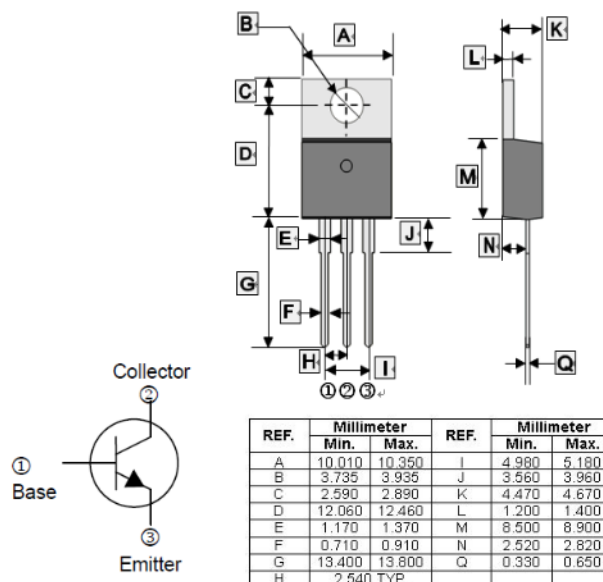 B
A
K
L
C
D
M
E
J
N
G
F
H
I
Q
① ② ③
Collector
②
①
Base
③
Emitter
REF. Millimeter REF. Millimeter
Min. Max. Min. Max.
A 10.010 10.350 I 4.980 5.180
B 3.735 3.935 J 3.560 3.960
C 2.590 2.890 K 4.470 4.670
D 12.060 12.460 L 1.200 1.400
E 1.170 1.370 M 8.500 8.900
F 0.710 0.910 N 2.520 2.820
G 13.400 13.800 Q 0.330 0.650
H 2.540 TYP